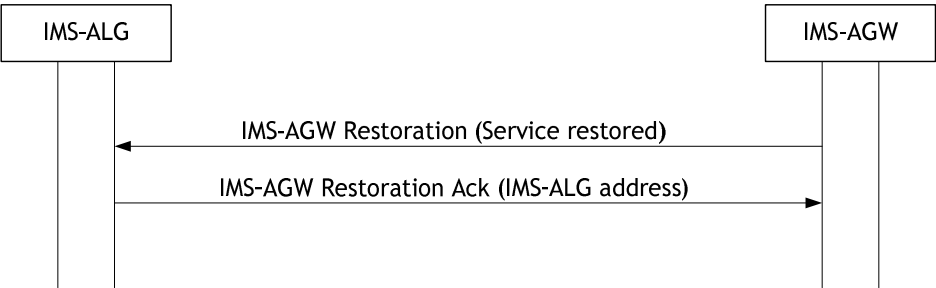 IMS-ALG
IMS-AGW
IMS-AGW Restoration (Service restored)
IMS-AGW Restoration Ack (IMS-ALG address)